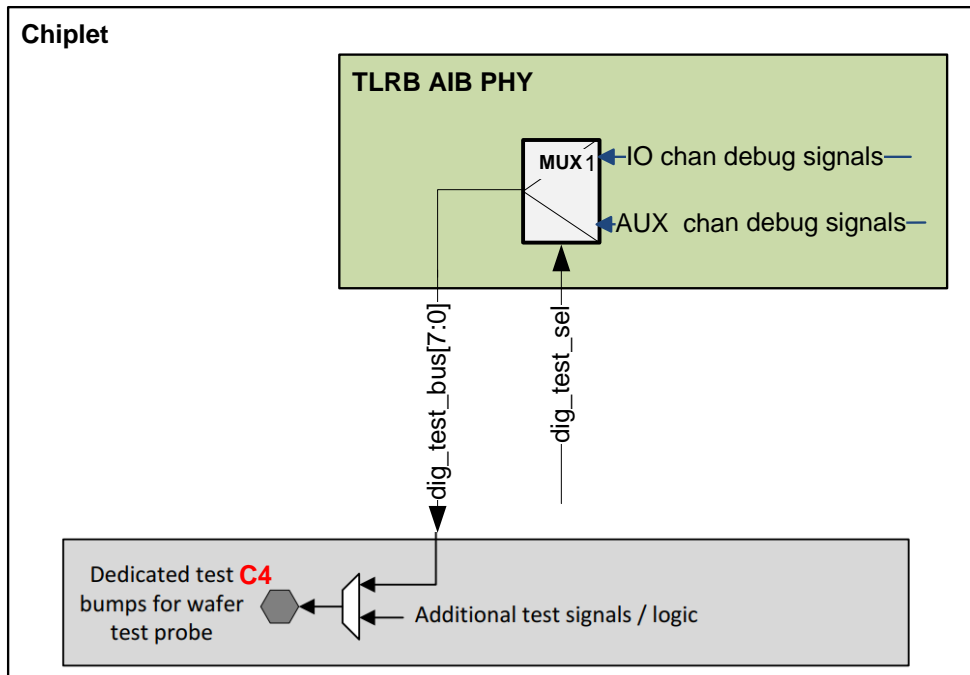 Chiplet
TLRB AIB PHY
MUX 1
IO chan debug signals
AUX chan debug signals
dig_test_bus[7:0]
dig_test_sel
Dedicated test C4
bumps for wafer
test probe
Additional test signals / logic